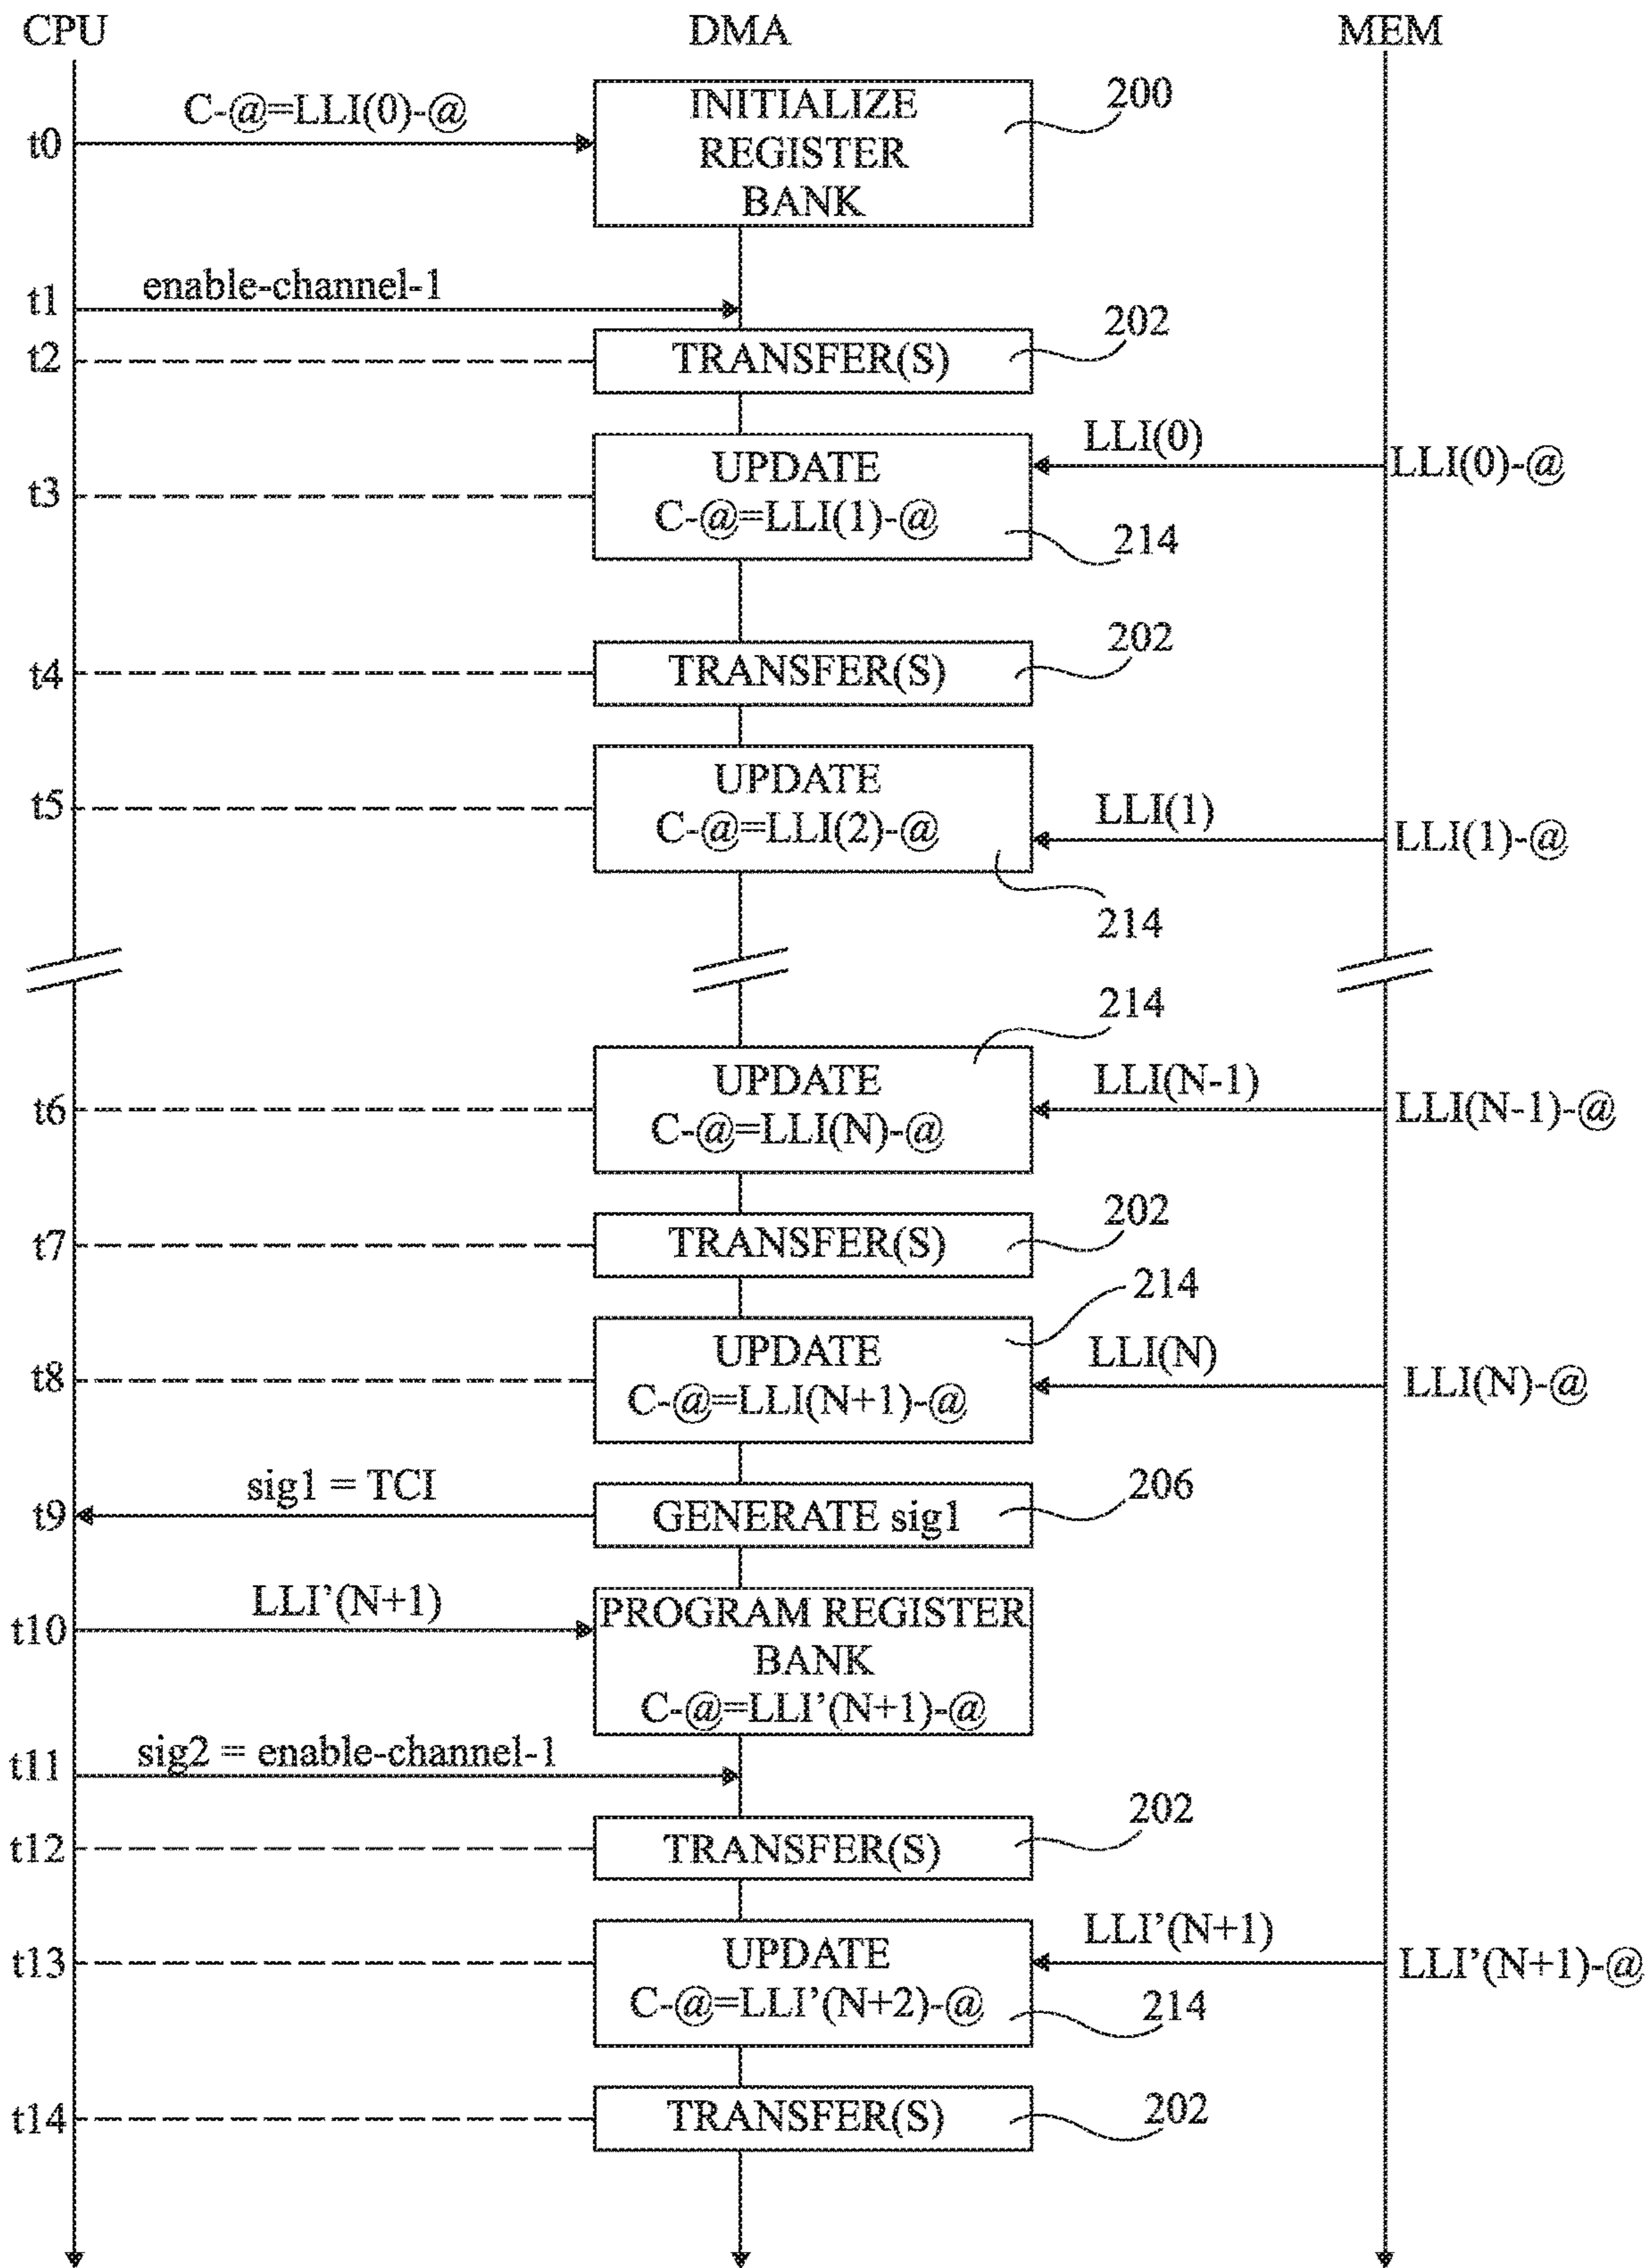 CPU
DMA
MEM
t0
C-@=LLI(0)-@
INITIALIZE
REGISTER
BANK
200
t1
enable-channel-1
t2
TRANSFER(S)
202
t3
UPDATE
C-@=LLI(1)-@
LLI(0)
LLI(0)-@
214
t4
TRANSFER(S)
202
t5
UPDATE
C-@=LLI(2)-@
LLI(1)
LLI(1)-@
214
214
t6
UPDATE
C-@=LLI(N)-@
LLI(N-1)
LLI(N-1)-@
t7
TRANSFER(S)
202
214
t8
UPDATE
C-@=LLI(N+1)-@
LLI(N)
LLI(N)-@
t9
sig1 = TCI
GENERATE sig1
206
t10
LLI’(N+1)
PROGRAM REGISTER
BANK
C-@=LLI’(N+1)-@
t11
sig2 = enable-channel-1
t12
TRANSFER(S)
202
t13
UPDATE
C-@=LLI’(N+2)-@
LLI’(N+1)
LLI’(N+1)-@
214
t14
TRANSFER(S)
202